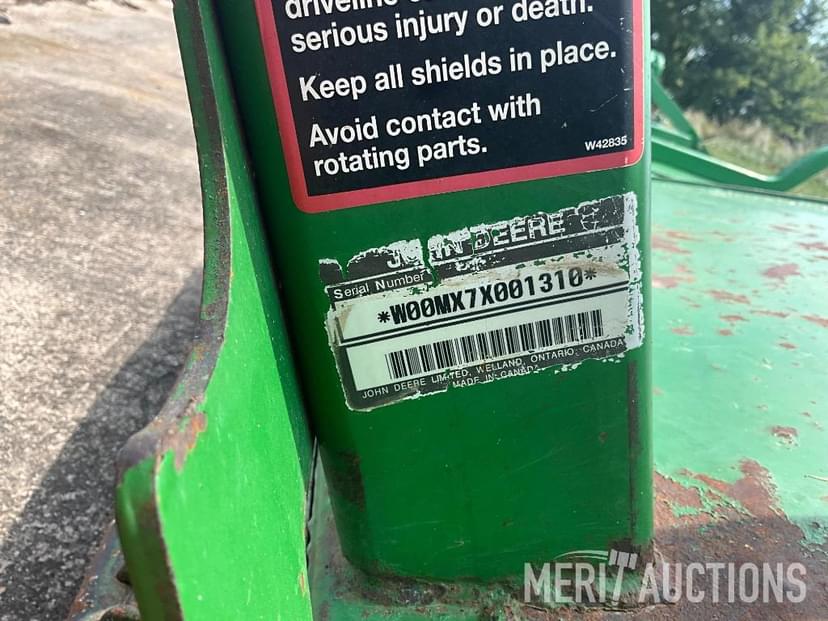 driveline
serious injury or death.
Keep all shields in place.
Avoid contact with
rotating parts.
W42835
DEERE
Serial Number
*W00MX7X001310*
JOHN DEERE LIMITED, WELLAND, ONTARIO, CANADA
MADE IN CANADA
MERIT AUCTIONS